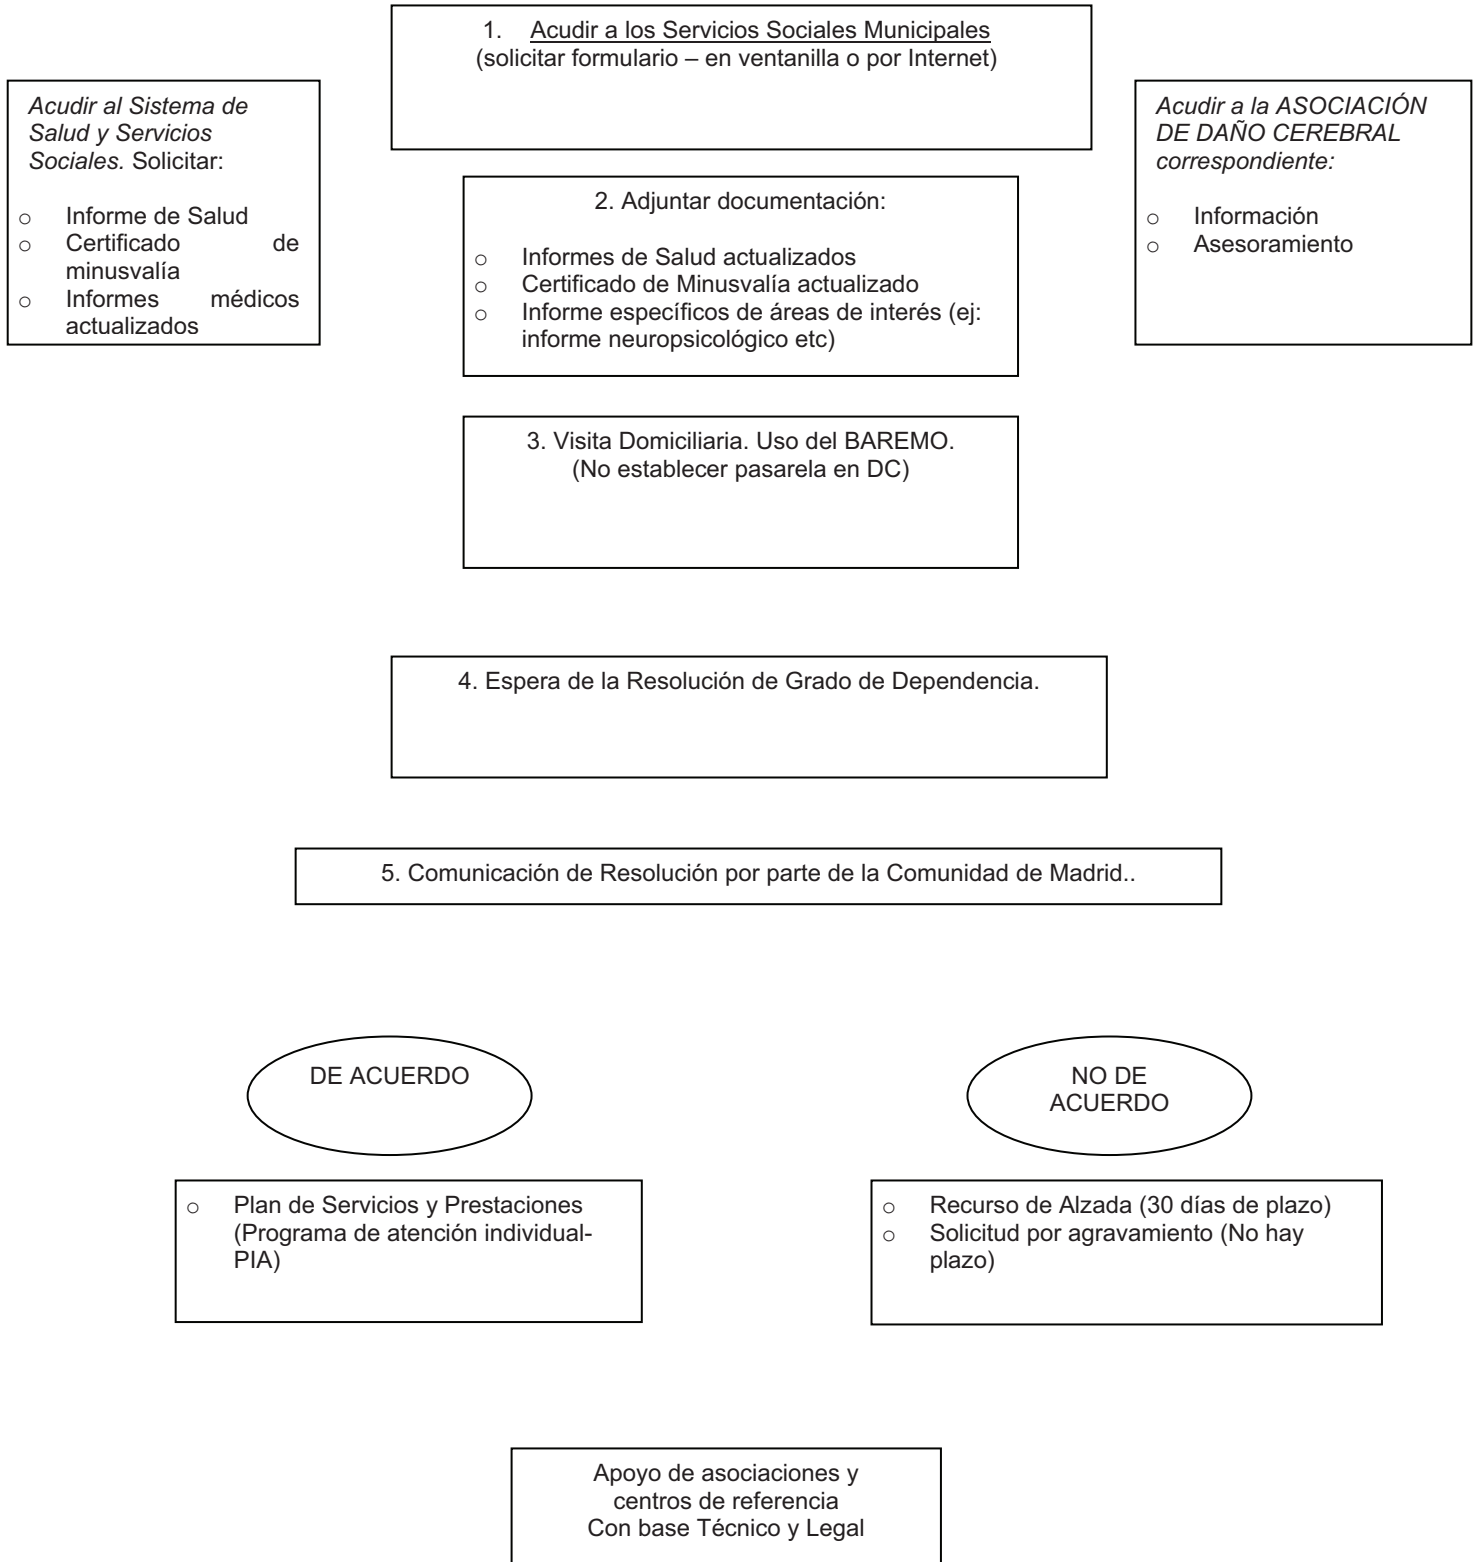 1. Acudir a los Servicios Sociales Municipales
(solicitar formulario – en ventanilla o por Internet)
Acudir al Sistema de
Salud y Servicios
Sociales. Solicitar:
○ Informe de Salud
○ Certificado de
minusvalía
○ Informes médicos
actualizados
Acudir a la ASOCIACIÓN
DE DAÑO CEREBRAL
correspondiente:
○ Información
○ Asesoramiento
2. Adjuntar documentación:
○ Informes de Salud actualizados
○ Certificado de Minusvalía actualizado
○ Informe específicos de áreas de interés (ej:
informe neuropsicológico etc)
3. Visita Domiciliaria. Uso del BAREMO.
(No establecer pasarela en DC)
4. Espera de la Resolución de Grado de Dependencia.
5. Comunicación de Resolución por parte de la Comunidad de Madrid..
DE ACUERDO
NO DE
ACUERDO
○ Plan de Servicios y Prestaciones
(Programa de atención individual-
PIA)
○ Recurso de Alzada (30 días de plazo)
○ Solicitud por agravamiento (No hay
plazo)
Apoyo de asociaciones y
centros de referencia
Con base Técnico y Legal